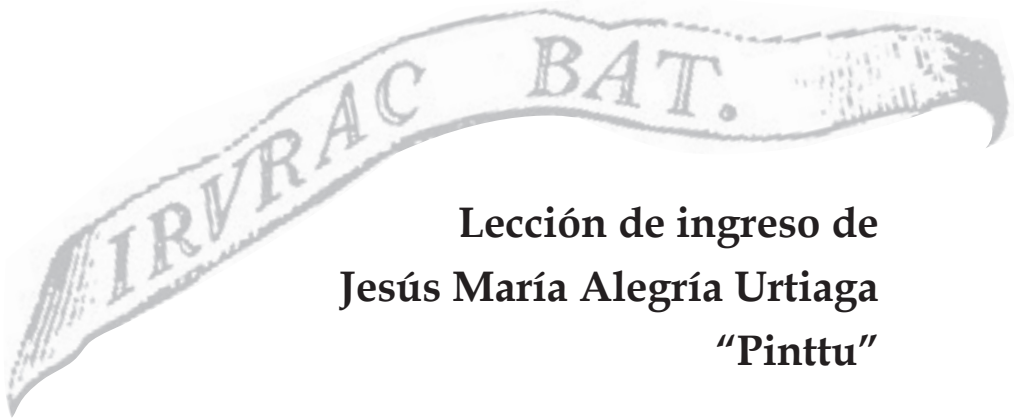 IRVRAC BAT.
Lección de ingreso de
Jesús María Alegría Urtiaga
“Pinttu”